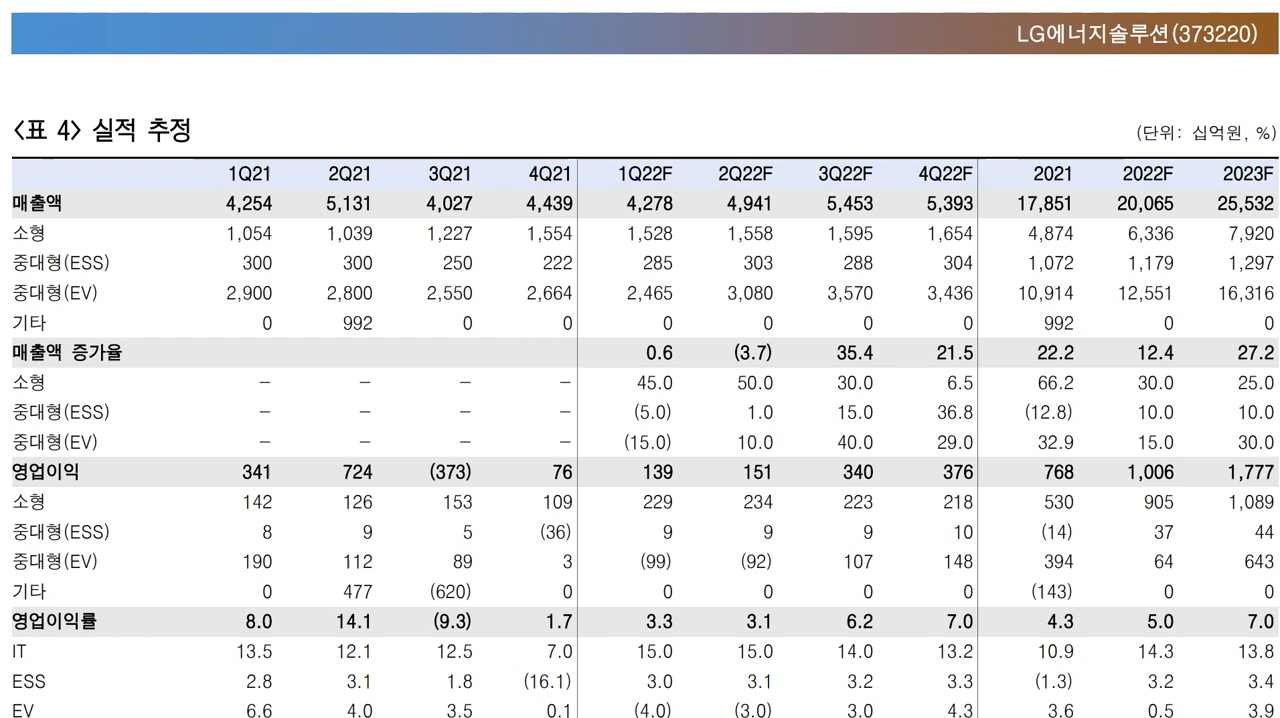 LG에너지솔루션(373220)
<표 4> 실적 추정 (단위: 십억원, %)
1Q21 2Q21 3Q21 4Q21 1Q22F 2Q22F 3Q22F 4Q22F 2021 2022F 2023F
매출액 4,254 5,131 4,027 4,439 4,278 4,941 5,453 5,393 17,851 20,065 25,532
소형 1,054 1,039 1,227 1,554 1,528 1,558 1,595 1,654 4,874 6,336 7,920
중대형(ESS) 300 300 250 222 285 303 288 304 1,072 1,179 1,297
중대형(EV) 2,900 2,800 2,550 2,664 2,465 3,080 3,570 3,436 10,914 12,551 16,316
기타 0 992 0 0 0 0 0 0 992 0 0
매출액 증가율 0.6 (3.7) 35.4 21.5 22.2 12.4 27.2
소형 – – – – 45.0 50.0 30.0 6.5 66.2 30.0 25.0
중대형(ESS) – – – – (5.0) 1.0 15.0 36.8 (12.8) 10.0 10.0
중대형(EV) – – – – (15.0) 10.0 40.0 29.0 32.9 15.0 30.0
영업이익 341 724 (373) 76 139 151 340 376 768 1,006 1,777
소형 142 126 153 109 229 234 223 218 530 905 1,089
중대형(ESS) 8 9 5 (36) 9 9 9 10 (14) 37 44
중대형(EV) 190 112 89 3 (99) (92) 107 148 394 64 643
기타 0 477 (620) 0 0 0 0 0 (143) 0 0
영업이익률 8.0 14.1 (9.3) 1.7 3.3 3.1 6.2 7.0 4.3 5.0 7.0
IT 13.5 12.1 12.5 7.0 15.0 15.0 14.0 13.2 10.9 14.3 13.8
ESS 2.8 3.1 1.8 (16.1) 3.0 3.1 3.2 3.3 (1.3) 3.2 3.4
EV 6.6 4.0 3.5 0.1 (4.0) (3.0) 3.0 4.3 3.6 0.5 3.9